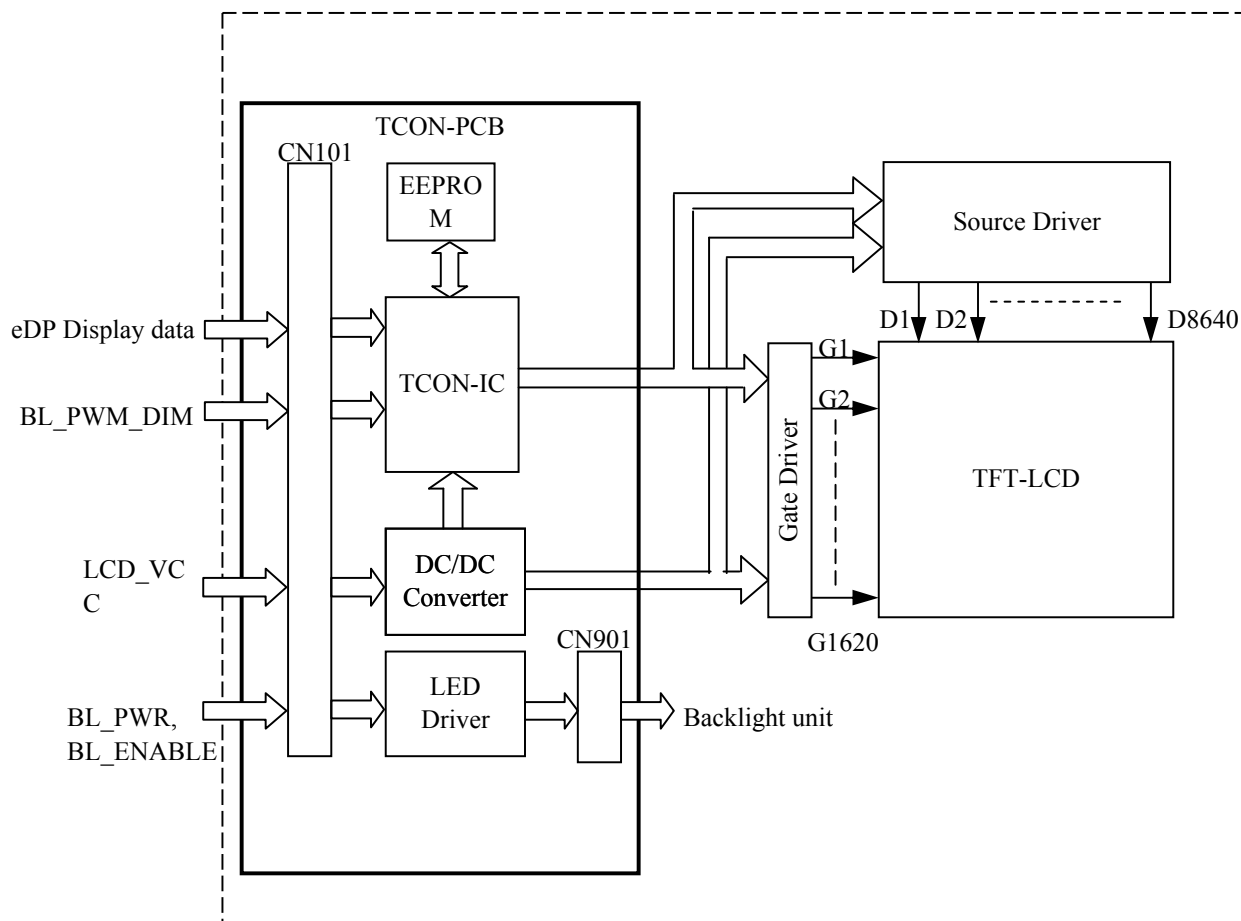 TCON-PCB
CN101
EEPRO
M
Source Driver
eDP Display data
D1
D2
D8640
TCON-IC
G1
BL_PWM_DIM
G2
Gate Driver
TFT-LCD
LCD_VC
C
DC/DC
Converter
CN901
G1620
LED
Driver
BL_PWR,
BL_ENABLE
Backlight unit